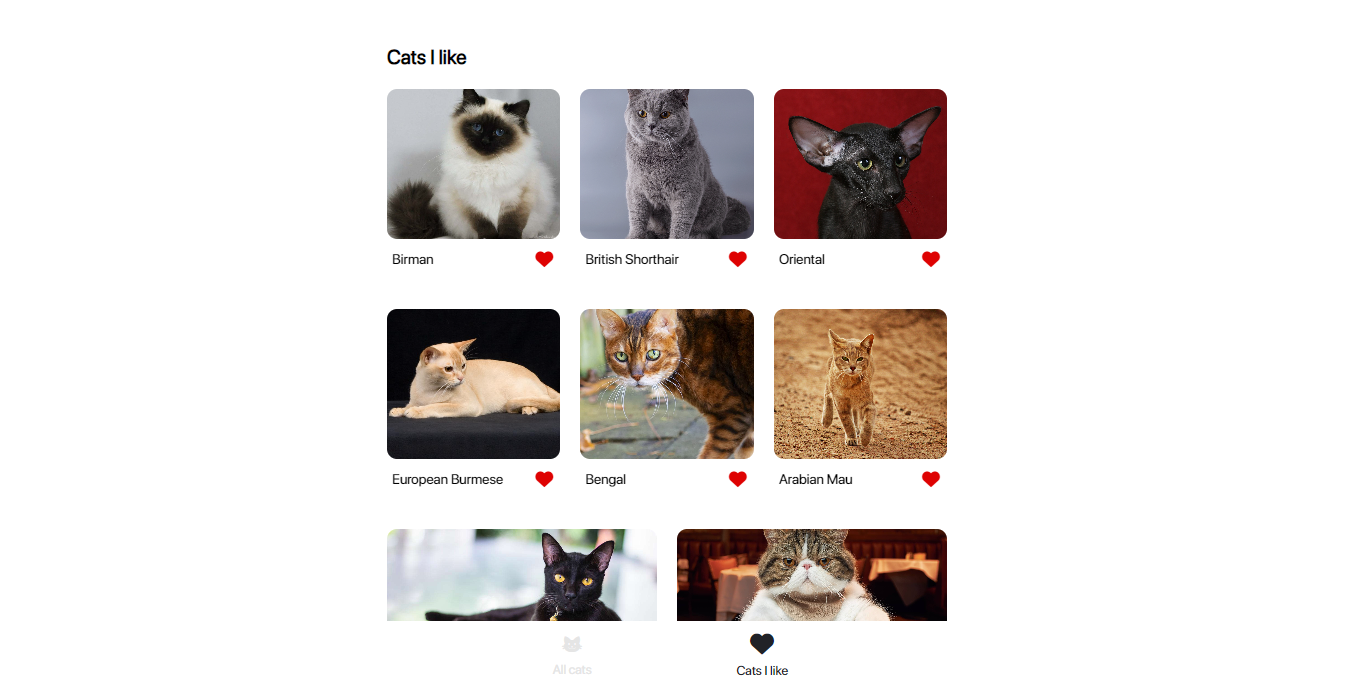 Cats I like
Birman
British Shorthair
Oriental
European Burmese
Bengal
Arabian Mau
All cats
Cats I like